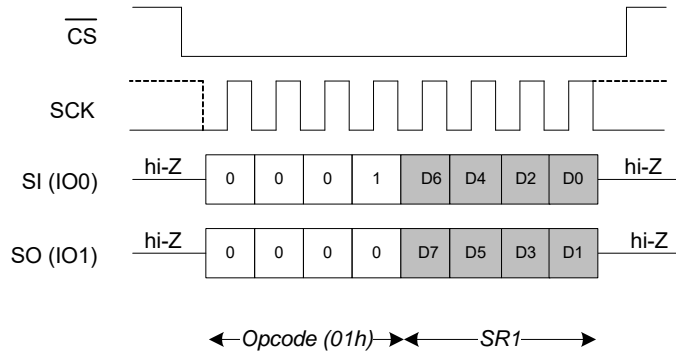 CS
SCK
SI (IO0) hi-Z 0 0 0 1 D6 D4 D2 D0 hi-Z
SO (IO1) hi-Z 0 0 0 0 D7 D5 D3 D1 hi-Z
Opcode (01h) SR1